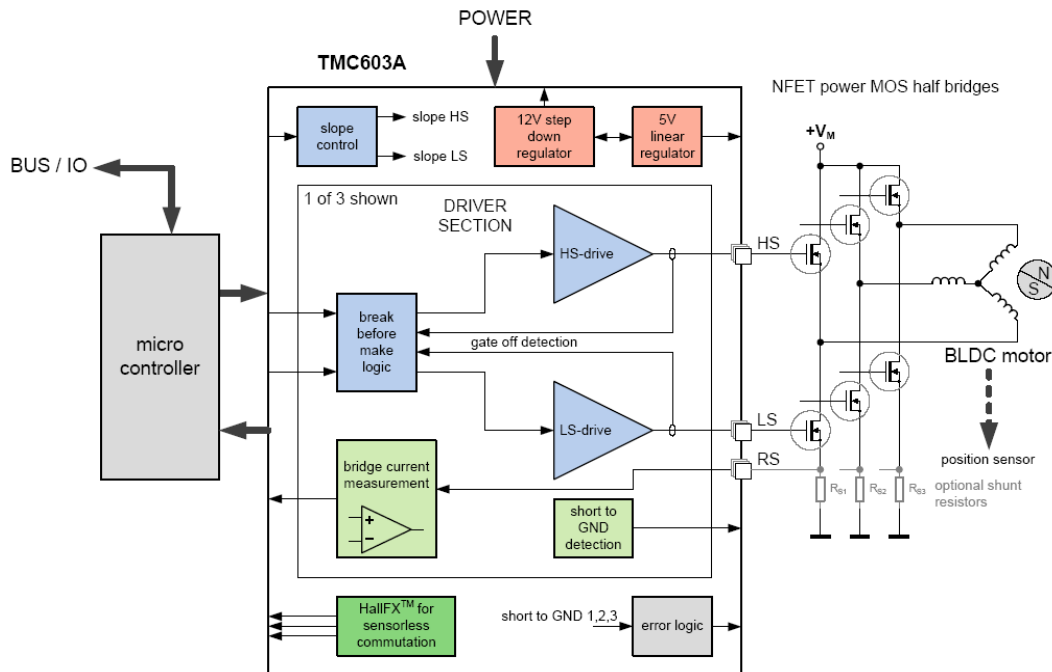 POWER
TMC603A
NFET power MOS half bridges
slope
control
slope HS
slope LS
12V step
down
regulator
5V
linear
regulator
+VM
BUS / IO
1 of 3 shown
DRIVER
SECTION
HS-drive
HS
N
S
micro
controller
break
before
make
logic
gate off detection
BLDC motor
LS-drive
LS
RS
position sensor
bridge current
measurement
+
−
short to
GND
detection
RS1
RS2
RS3
optional shunt
resistors
HallFX™ for
sensorless
commutation
short to GND 1,2,3
error logic